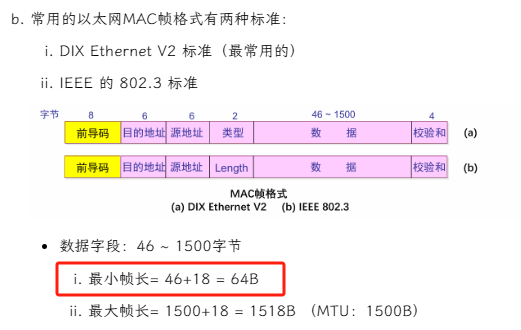 b. 常用的以太网MAC帧格式有两种标准:
i. DIX Ethernet V2 标准（最常用的）
ii. IEEE 的 802.3 标准
字节 8 6 6 2 46 ~ 1500 4
前导码 目的地址 源地址 类型 数 据 校验和 (a)
前导码 目的地址 源地址 Length 数 据 校验和 (b)
MAC帧格式
(a) DIX Ethernet V2 (b) IEEE 802.3
• 数据字段: 46 ~ 1500字节
i. 最小帧长= 46+18 = 64B
ii. 最大帧长= 1500+18 = 1518B （MTU: 1500B）